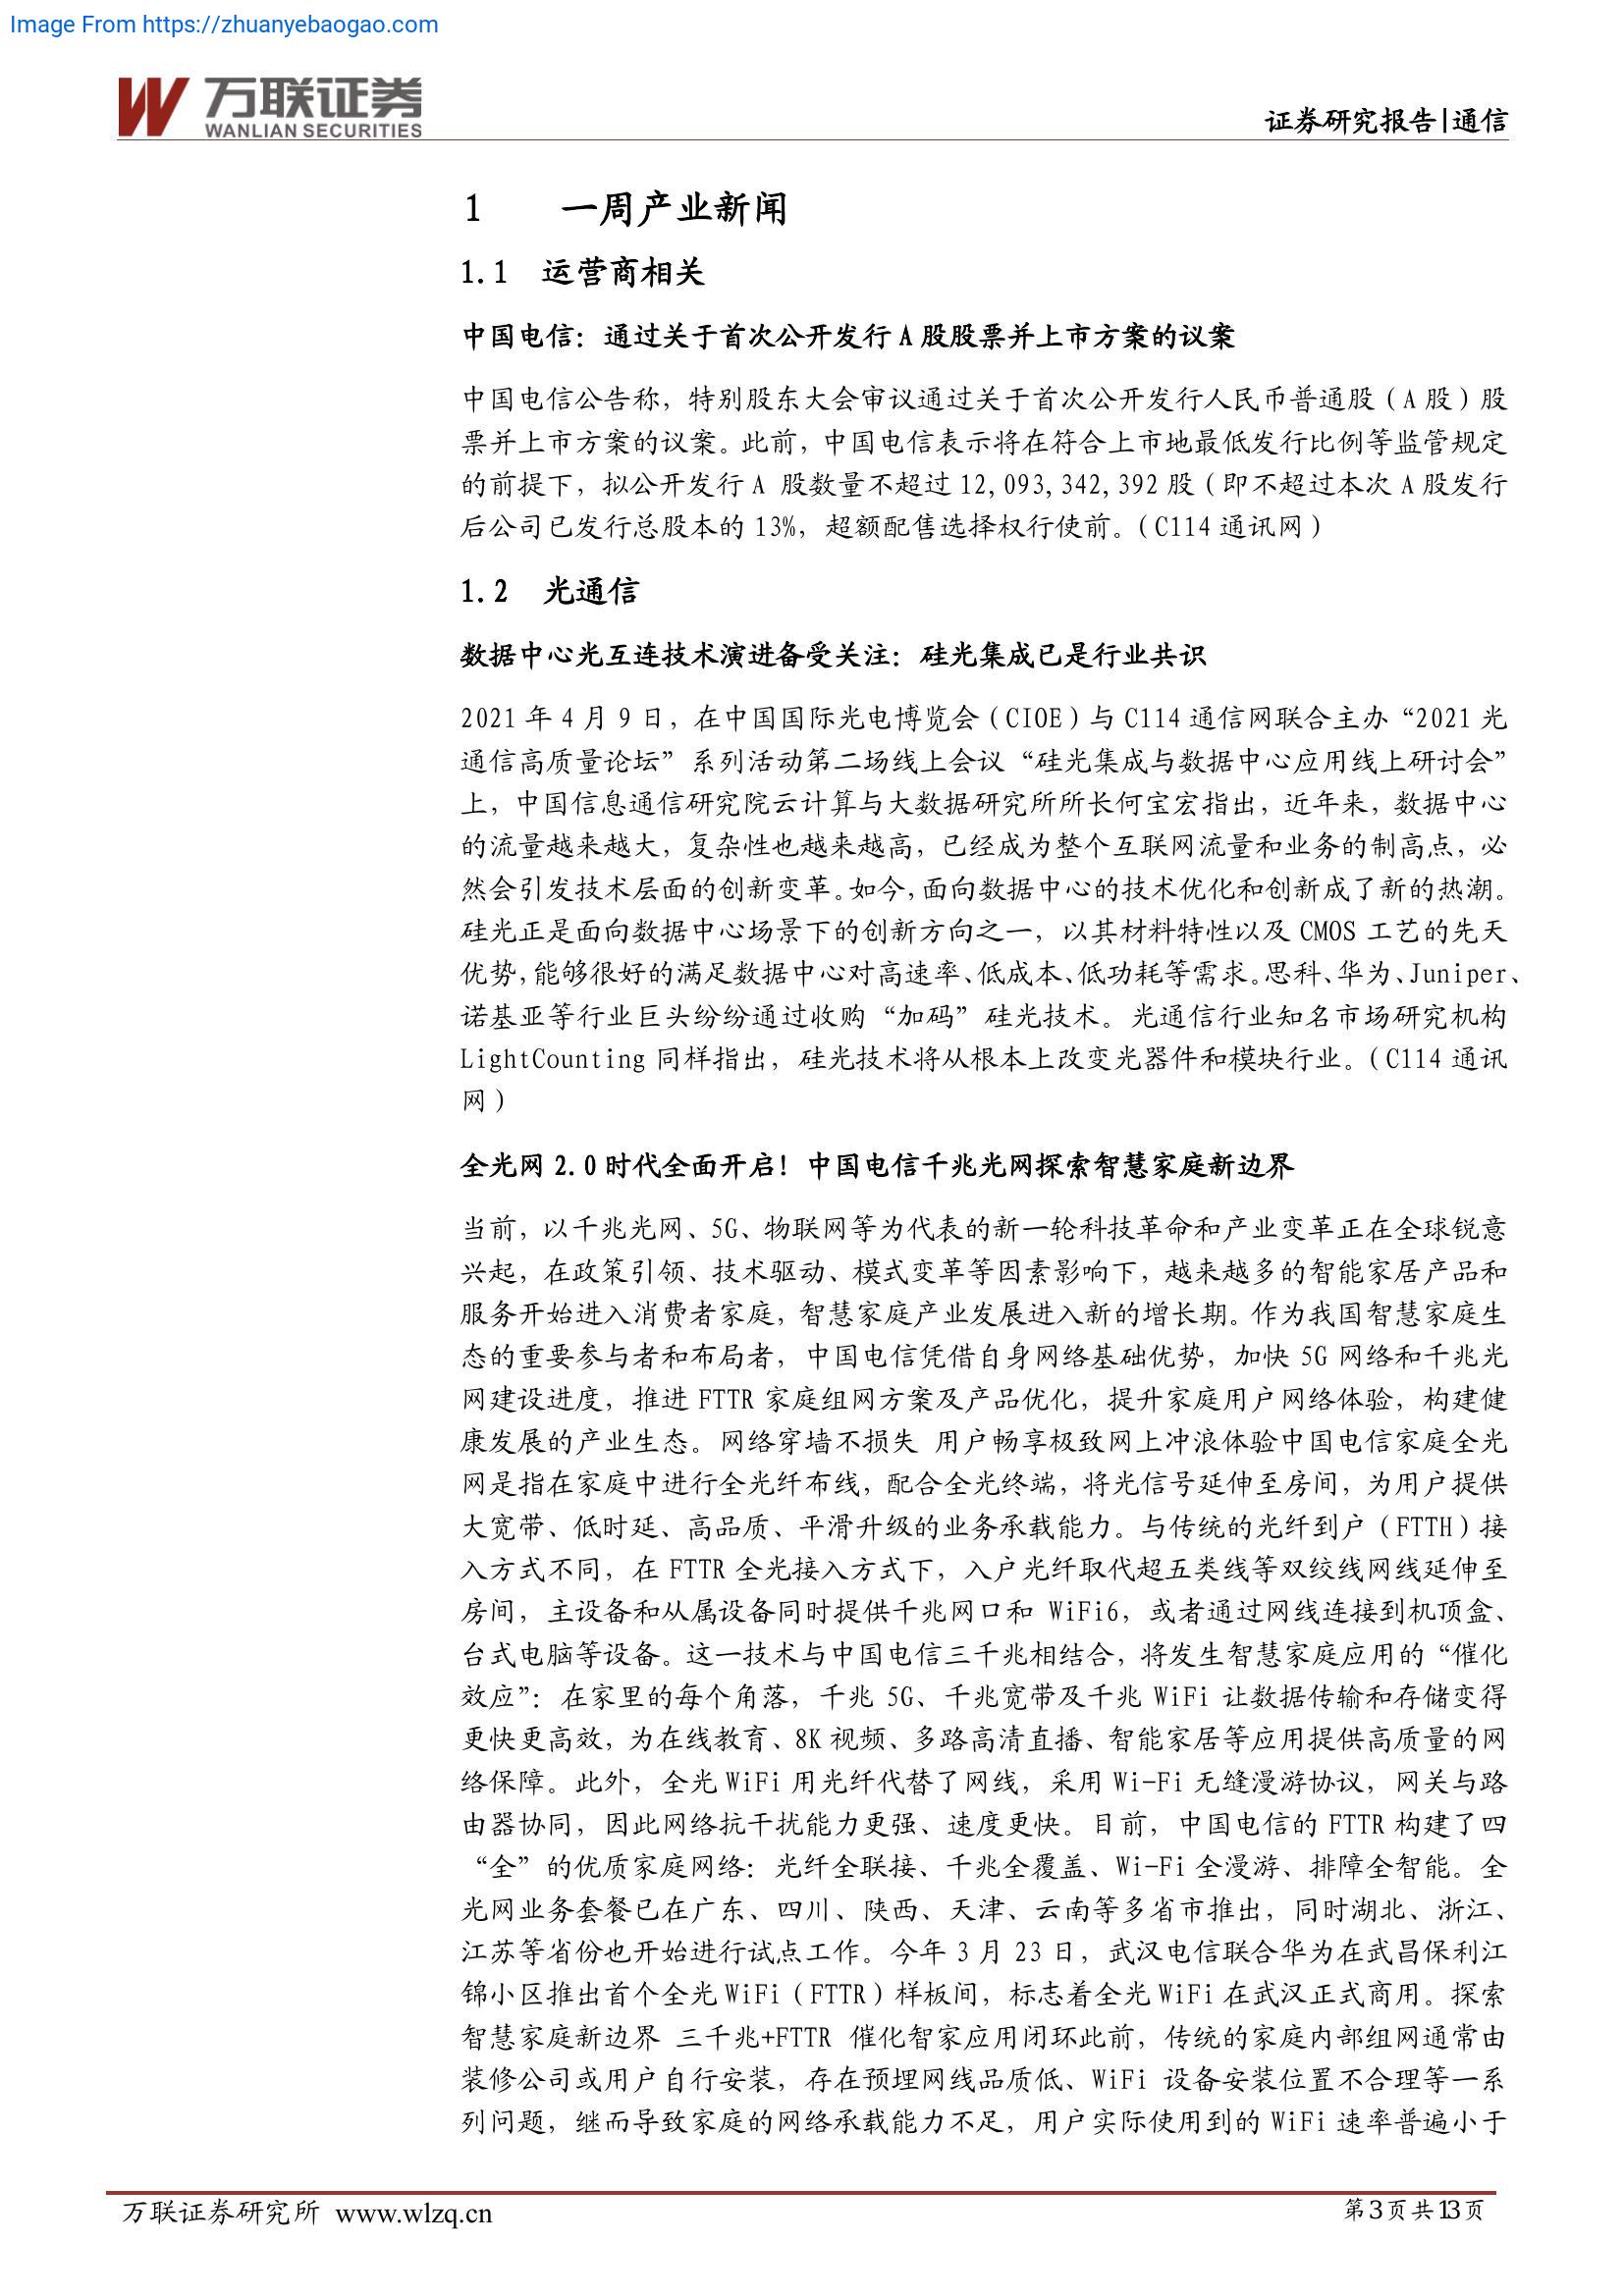 Image From https://zhuanyebaogao.com
万联证券
WANLIAN SECURITIES
证券研究报告|通信
1 一周产业新闻
1.1 运营商相关
中国电信：通过关于首次公开发行 A 股股票并上市方案的议案
中国电信公告称，特别股东大会审议通过关于首次公开发行人民币普通股（A 股）股
票并上市方案的议案。此前，中国电信表示将在符合上市地最低发行比例等监管规定
的前提下，拟公开发行 A 股数量不超过 12,093,342,392 股（即不超过本次 A 股发行
后公司已发行总股本的 13%，超额配售选择权行使前。（C114 通讯网）
1.2 光通信
数据中心光互连技术演进备受关注：硅光集成已是行业共识
2021 年 4 月 9 日，在中国国际光电博览会（CIOE）与 C114 通信网联合主办“2021 光
通信高质量论坛”系列活动第二场线上会议“硅光集成与数据中心应用线上研讨会”
上，中国信息通信研究院云计算与大数据研究所所长何宝宏指出，近年来，数据中心
的流量越来越大，复杂性也越来越高，已经成为整个互联网流量和业务的制高点，必
然会引发技术层面的创新变革。如今，面向数据中心的技术优化和创新成了新的热潮。
硅光正是面向数据中心场景下的创新方向之一，以其材料特性以及 CMOS 工艺的先天
优势，能够很好的满足数据中心对高速率、低成本、低功耗等需求。思科、华为、Juniper、
诺基亚等行业巨头纷纷通过收购“加码”硅光技术。光通信行业知名市场研究机构
LightCounting 同样指出，硅光技术将从根本上改变光器件和模块行业。（C114 通讯
网）
全光网 2.0 时代全面开启！中国电信千兆光网探索智慧家庭新边界
当前，以千兆光网、5G、物联网等为代表的新一轮科技革命和产业变革正在全球锐意
兴起，在政策引领、技术驱动、模式变革等因素影响下，越来越多的智能家居产品和
服务开始进入消费者家庭，智慧家庭产业发展进入新的增长期。作为我国智慧家庭生
态的重要参与者和布局者，中国电信凭借自身网络基础优势，加快 5G 网络和千兆光
网建设进度，推进 FTTR 家庭组网方案及产品优化，提升家庭用户网络体验，构建健
康发展的产业生态。网络穿墙不损失 用户畅享极致网上冲浪体验中国电信家庭全光
网是指在家庭中进行全光纤布线，配合全光终端，将光信号延伸至房间，为用户提供
大宽带、低时延、高品质、平滑升级的业务承载能力。与传统的光纤到户（FTTH）接
入方式不同，在 FTTR 全光接入方式下，入户光纤取代超五类线等双绞线网线延伸至
房间，主设备和从属设备同时提供千兆网口和 WiFi6，或者通过网线连接到机顶盒、
台式电脑等设备。这一技术与中国电信三千兆相结合，将发生智慧家庭应用的“催化
效应”：在家里的每个角落，千兆 5G、千兆宽带及千兆 WiFi 让数据传输和存储变得
更快更高效，为在线教育、8K 视频、多路高清直播、智能家居等应用提供高质量的网
络保障。此外，全光 WiFi 用光纤代替了网线，采用 Wi-Fi 无缝漫游协议，网关与路
由器协同，因此网络抗干扰能力更强、速度更快。目前，中国电信的 FTTR 构建了四
“全”的优质家庭网络：光纤全联接、千兆全覆盖、Wi-Fi 全漫游、排障全智能。全
光网业务套餐已在广东、四川、陕西、天津、云南等多省市推出，同时湖北、浙江、
江苏等省份也开始进行试点工作。今年 3 月 23 日，武汉电信联合华为在武昌保利江
锦小区推出首个全光 WiFi（FTTR）样板间，标志着全光 WiFi 在武汉正式商用。探索
智慧家庭新边界 三千兆+FTTR 催化智家应用闭环此前，传统的家庭内部组网通常由
装修公司或用户自行安装，存在预埋网线品质低、WiFi 设备安装位置不合理等一系
列问题，继而导致家庭的网络承载能力不足，用户实际使用到的 WiFi 速率普遍小于
万联证券研究所 www.wlzq.cn
第 3 页 共 13 页